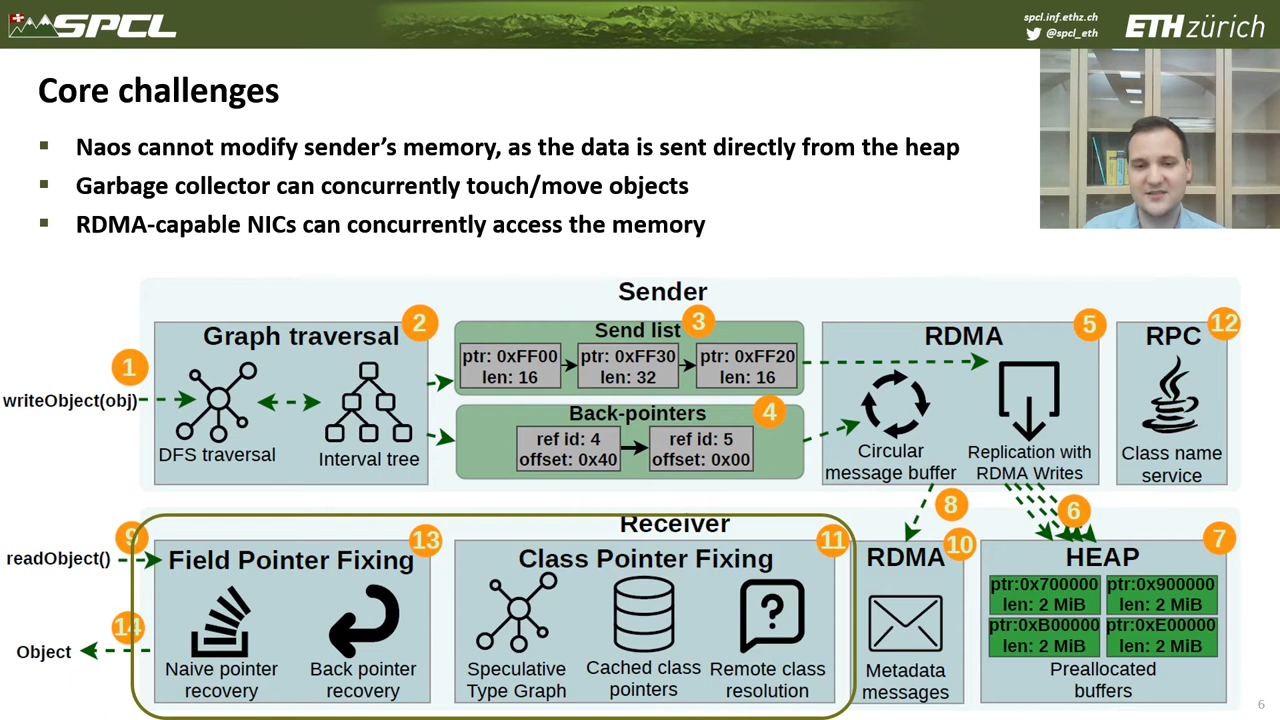 SPCL
spcl.inf.ethz.ch
@spcl_eth
ETH zürich
Core challenges
Naos cannot modify sender's memory, as the data is sent directly from the heap
Garbage collector can concurrently touch/move objects
RDMA-capable NICs can concurrently access the memory
Sender
1
writeObject(obj)
Graph traversal
2
DFS traversal
Interval tree
Send list
3
ptr: 0xFF00
len: 16
ptr: 0xFF30
len: 32
ptr: 0xFF20
len: 16
Back-pointers
4
ref id: 4
offset: 0x40
ref id: 5
offset: 0x00
RDMA
5
Circular
message buffer
Replication with
RDMA Writes
RPC
12
Class name
service
8
6
Receiver
9
readObject()
14
Object
Field Pointer Fixing
13
Naive pointer
recovery
Back pointer
recovery
Class Pointer Fixing
11
Speculative
Type Graph
Cached class
pointers
Remote class
resolution
RDMA
10
Metadata
messages
HEAP
7
ptr:0x700000
len: 2 MiB
ptr:0x900000
len: 2 MiB
ptr:0xB00000
len: 2 MiB
ptr:0xE00000
len: 2 MiB
Preallocated
buffers
6